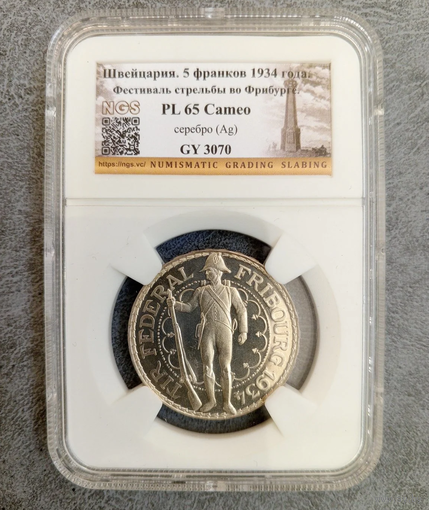 Швейцария. 5 франков 1934 года.
Фестиваль стрельбы во Фрибурге.
NGS
PL 65 Cameo
серебро (Ag)
GY 3070
https://ngs.vc/ NUMISMATIC GRADING SLABING
TIR FEDERAL FRIBOURG 1934